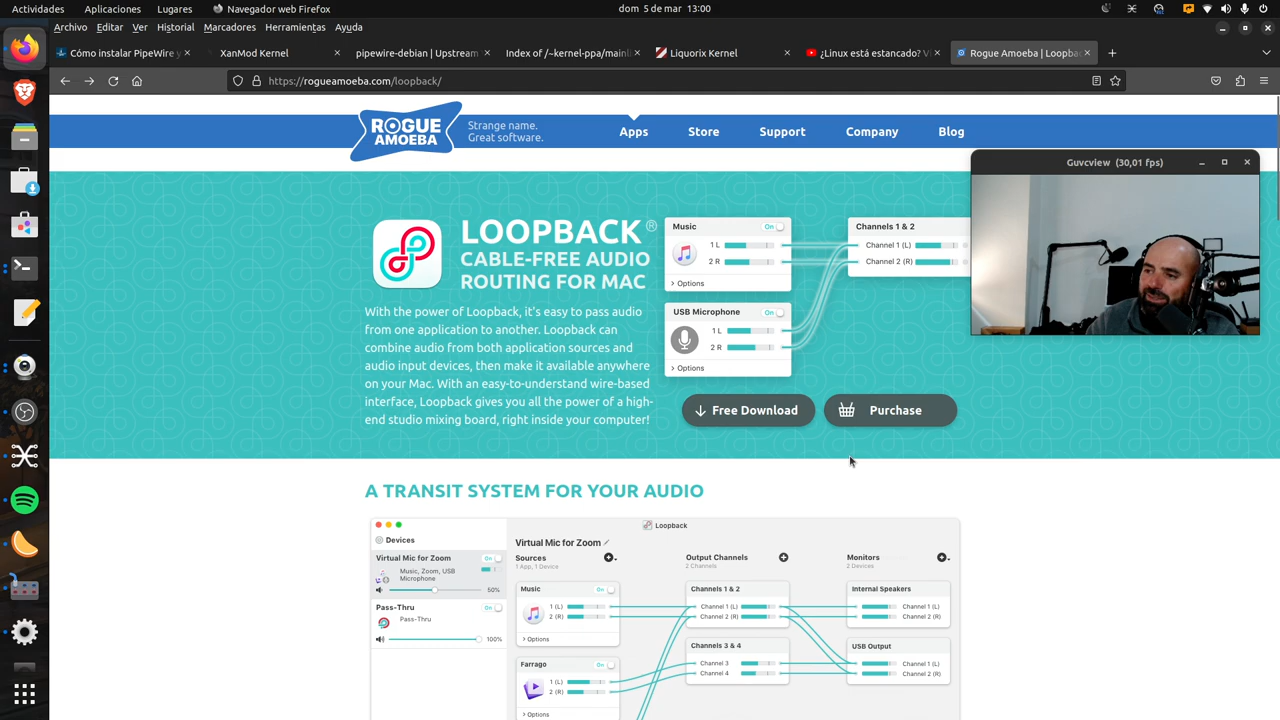 Actividades
Aplicaciones
Lugares
Navegador web Firefox
dom 5 de mar 13:00
Archivo Editar Ver Historial Marcadores Herramientas Ayuda
Cómo instalar PipeWire y
XanMod Kernel
pipewire-debian | Upstream
Index of /~kernel-ppa/mainli
Liquorix Kernel
¿Linux está estancado? V
Rogue Amoeba | Loopba
https://rogueamoeba.com/loopback/
ROGUE
AMOEBA
Strange name.
Great software.
Apps
Store
Support
Company
Blog
Guvcview (30,01 fps)
LOOPBACK®
CABLE-FREE AUDIO
ROUTING FOR MAC
With the power of Loopback, it's easy to pass audio
from one application to another. Loopback can
combine audio from both application sources and
audio input devices, then make it available anywhere
on your Mac. With an easy-to-understand wire-based
interface, Loopback gives you all the power of a high-
end studio mixing board, right inside your computer!
Music On
1 L
2 R
Options
USB Microphone On
1 L
2 R
Options
Channels 1 & 2
Channel 1 (L)
Channel 2 (R)
Free Download
Purchase
A TRANSIT SYSTEM FOR YOUR AUDIO
Loopback
Devices
Virtual Mic for Zoom On
Music, Zoom, USB
Microphone
50%
Pass-Thru On
Pass-Thru
100%
Virtual Mic for Zoom
Sources
1 App, 1 Device
Music On
1 (L)
2 (R)
Options
Farrago On
1 (L)
2 (R)
Options
Output Channels
2 Channels
Channels 1 & 2
Channel 1 (L)
Channel 2 (R)
Channels 3 & 4
Channel 3
Channel 4
Monitors
2 Devices
Internal Speakers
Channel 1 (L)
Channel 2 (R)
USB Output
Channel 1 (L)
Channel 2 (R)